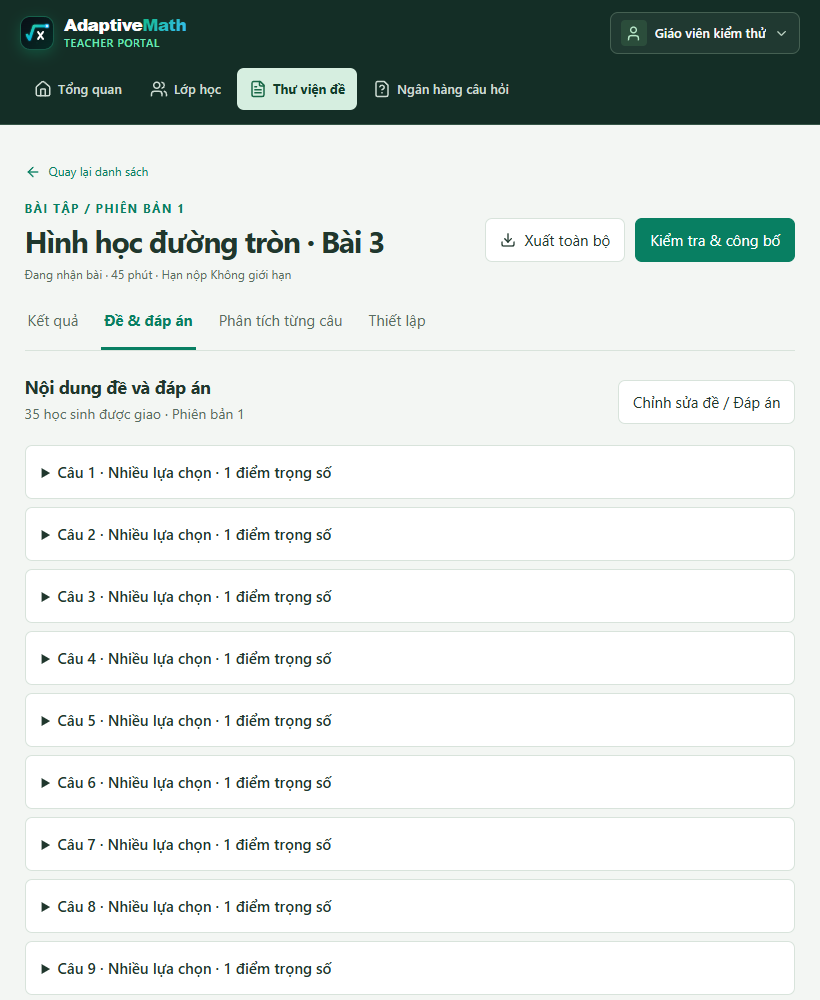 AdaptiveMath
TEACHER PORTAL
Giáo viên kiểm thử
Tổng quan
Lớp học
Thư viện đề
Ngân hàng câu hỏi
Quay lại danh sách
BÀI TẬP / PHIÊN BẢN 1
Hình học đường tròn · Bài 3
Đang nhận bài · 45 phút · Hạn nộp Không giới hạn
Xuất toàn bộ
Kiểm tra & công bố
Kết quả
Đề & đáp án
Phân tích từng câu
Thiết lập
Nội dung đề và đáp án
35 học sinh được giao · Phiên bản 1
Chỉnh sửa đề / Đáp án
Câu 1 · Nhiều lựa chọn · 1 điểm trọng số
Câu 2 · Nhiều lựa chọn · 1 điểm trọng số
Câu 3 · Nhiều lựa chọn · 1 điểm trọng số
Câu 4 · Nhiều lựa chọn · 1 điểm trọng số
Câu 5 · Nhiều lựa chọn · 1 điểm trọng số
Câu 6 · Nhiều lựa chọn · 1 điểm trọng số
Câu 7 · Nhiều lựa chọn · 1 điểm trọng số
Câu 8 · Nhiều lựa chọn · 1 điểm trọng số
Câu 9 · Nhiều lựa chọn · 1 điểm trọng số